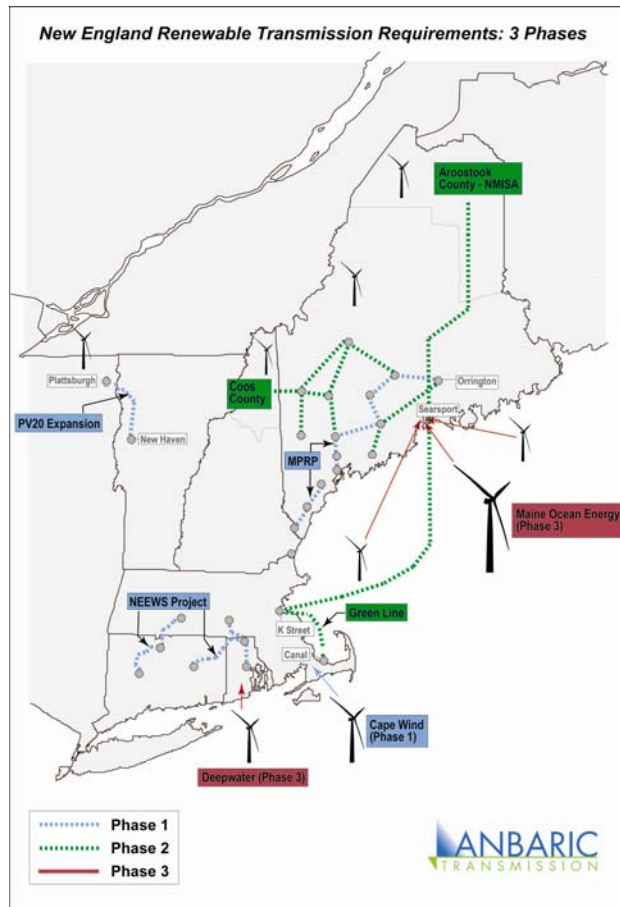 New England Renewable Transmission Requirements: 3 Phases
Aroostook
County - NMISA
Plattsburgh
PV20 Expansion
New Haven
Coos
County
Orrington
Searsport
MPRP
Maine Ocean Energy
(Phase 3)
NEEWS Project
K Street
Green Line
Canal
Cape Wind
(Phase 1)
Deepwater (Phase 3)
Phase 1
Phase 2
Phase 3
ANBARIC
TRANSMISSION